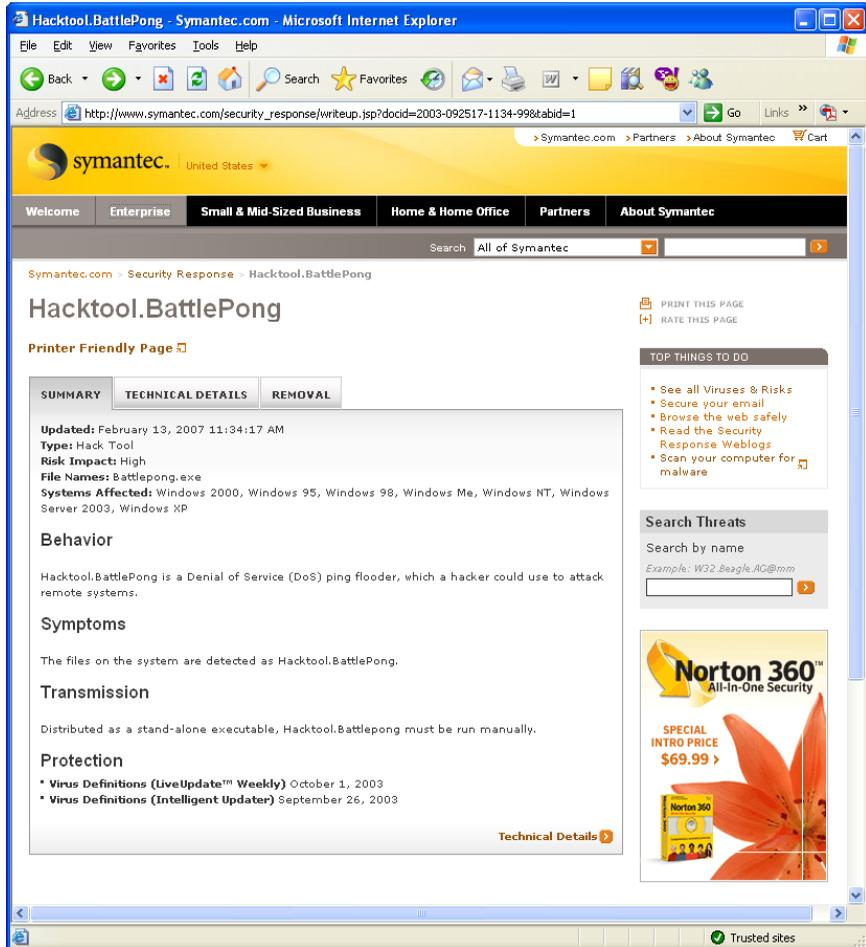 Hacktool.BattlePong - Symantec.com - Microsoft Internet Explorer
File Edit View Favorites Tools Help
Back Search Favorites
Address http://www.symantec.com/security_response/writeup.jsp?docid=2003-092517-1134-99&tabid=1 Go Links »
> Symantec.com > Partners > About Symantec Cart
symantec. United States
Welcome Enterprise Small & Mid-Sized Business Home & Home Office Partners About Symantec
Search All of Symantec
Symantec.com > Security Response > Hacktool.BattlePong
Hacktool.BattlePong
Printer Friendly Page
PRINT THIS PAGE
[+] RATE THIS PAGE
SUMMARY TECHNICAL DETAILS REMOVAL
Updated: February 13, 2007 11:34:17 AM
Type: Hack Tool
Risk Impact: High
File Names: Battlepong.exe
Systems Affected: Windows 2000, Windows 95, Windows 98, Windows Me, Windows NT, Windows
Server 2003, Windows XP
Behavior
Hacktool.BattlePong is a Denial of Service (DoS) ping flooder, which a hacker could use to attack
remote systems.
Symptoms
The files on the system are detected as Hacktool.BattlePong.
Transmission
Distributed as a stand-alone executable, Hacktool.Battlepong must be run manually.
Protection
* Virus Definitions (LiveUpdate™ Weekly) October 1, 2003
* Virus Definitions (Intelligent Updater) September 26, 2003
Technical Details
TOP THINGS TO DO
See all Viruses & Risks
Secure your email
Browse the web safely
Read the Security
Response Weblogs
Scan your computer for
malware
Search Threats
Search by name
Example: W32.Beagle.AG@mm
Norton 360™
All-In-One Security
SPECIAL
INTRO PRICE
$69.99 >
Norton 360
Trusted sites